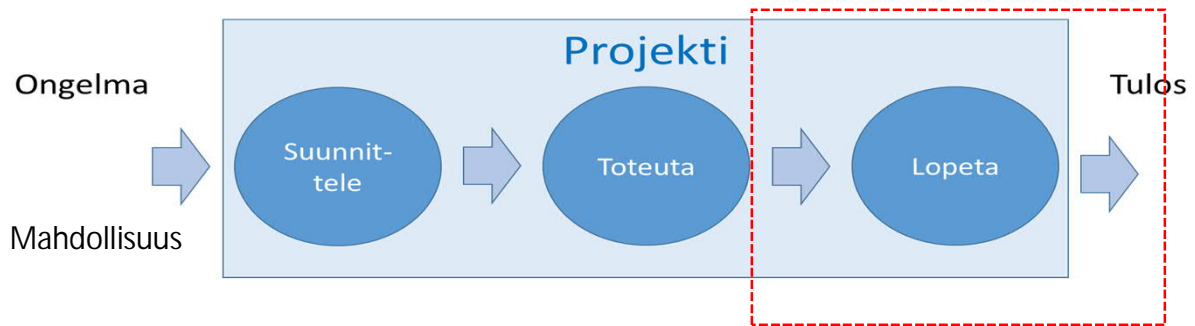 Projekti
Ongelma
Tulos
Suunnit-
tele
Toteuta
Lopeta
Mahdollisuus